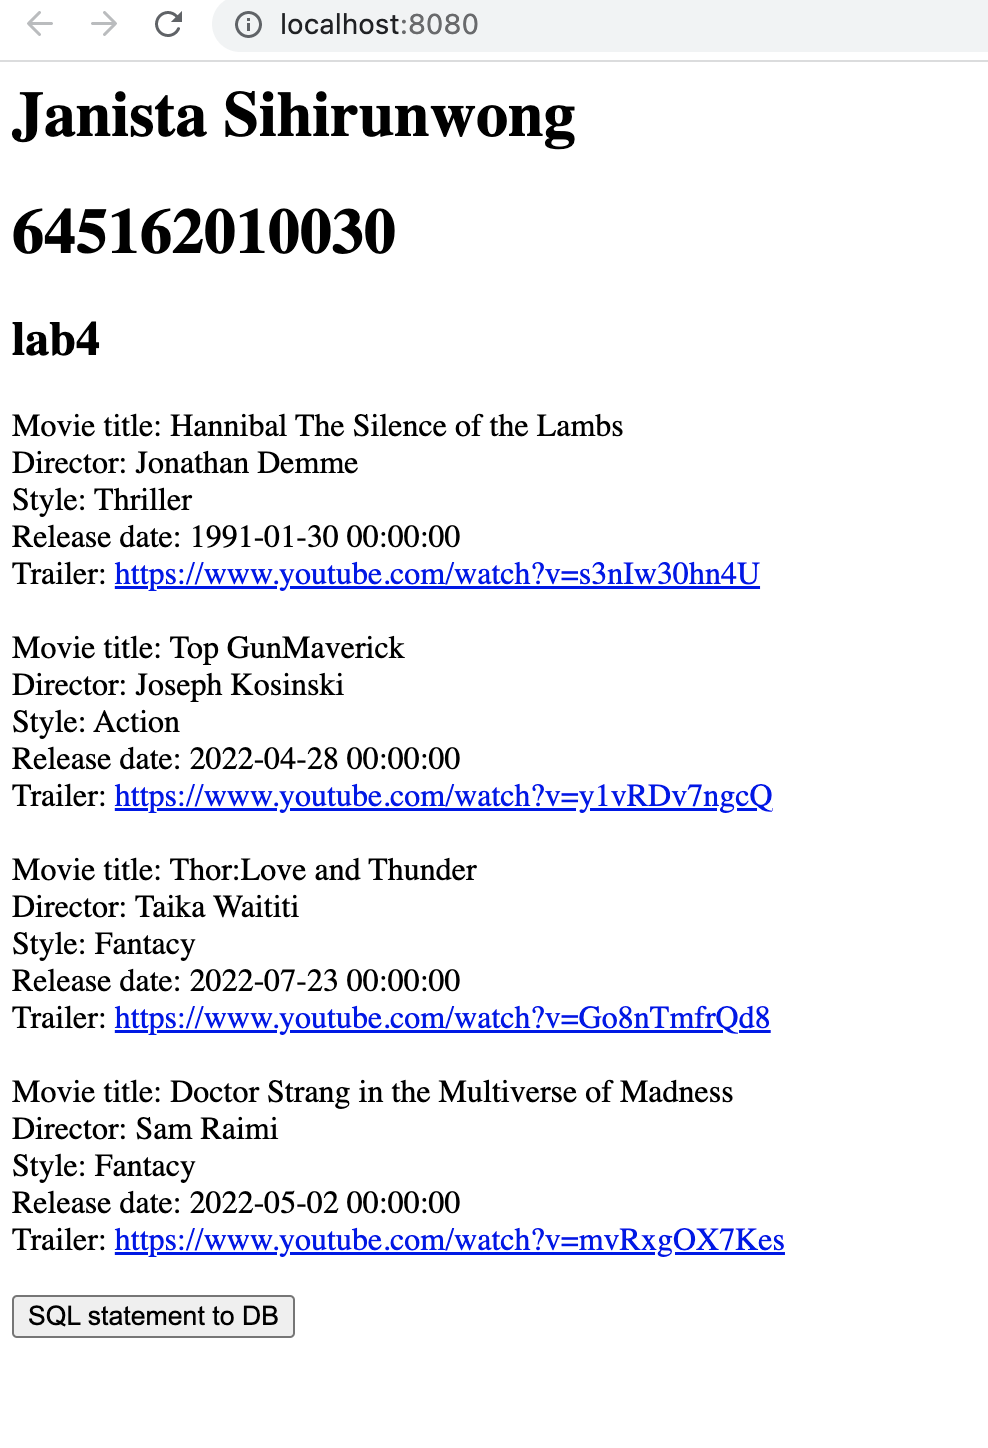 localhost:8080
Janista Sihirunwong
645162010030
lab4
Movie title: Hannibal The Silence of the Lambs
Director: Jonathan Demme
Style: Thriller
Release date: 1991-01-30 00:00:00
Trailer: https://www.youtube.com/watch?v=s3nIw30hn4U
Movie title: Top GunMaverick
Director: Joseph Kosinski
Style: Action
Release date: 2022-04-28 00:00:00
Trailer: https://www.youtube.com/watch?v=y1vRDv7ngcQ
Movie title: Thor:Love and Thunder
Director: Taika Waititi
Style: Fantacy
Release date: 2022-07-23 00:00:00
Trailer: https://www.youtube.com/watch?v=Go8nTmfrQd8
Movie title: Doctor Strang in the Multiverse of Madness
Director: Sam Raimi
Style: Fantacy
Release date: 2022-05-02 00:00:00
Trailer: https://www.youtube.com/watch?v=mvRxgOX7Kes
SQL statement to DB